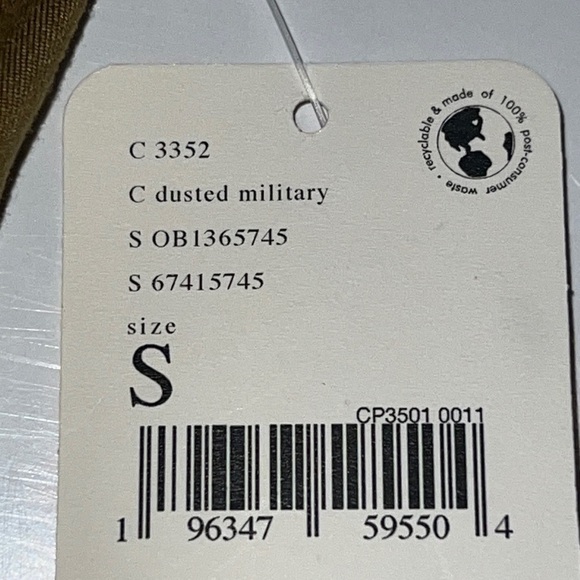 recyclable & made of 100% post-consumer waste •
C 3352
C dusted military
S OB1365745
S 67415745
size
S
CP3501 0011
1 96347 59550 4